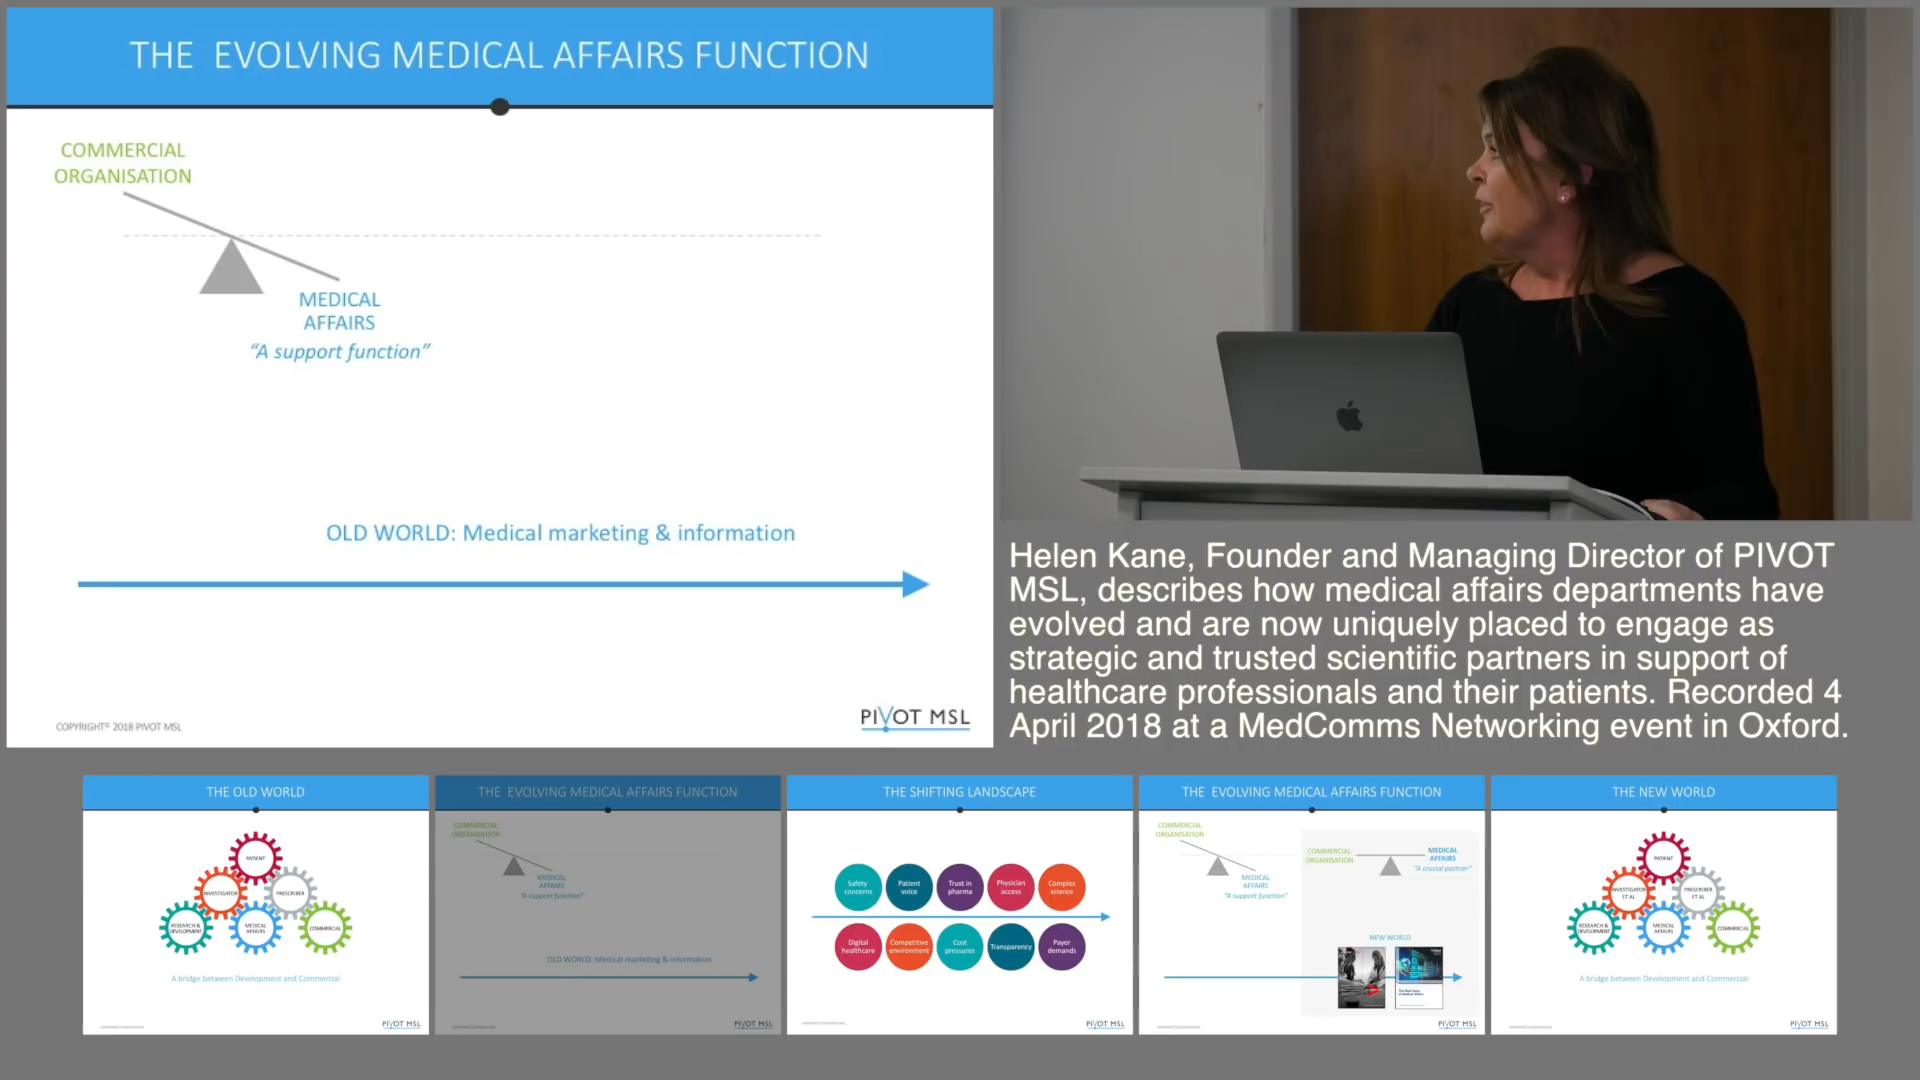 THE EVOLVING MEDICAL AFFAIRS FUNCTION
COMMERCIAL
ORGANISATION
MEDICAL
AFFAIRS
“A support function”
OLD WORLD: Medical marketing & information
COPYRIGHT© 2018 PIVOT MSL
PIVOT MSL
Helen Kane, Founder and Managing Director of PIVOT
MSL, describes how medical affairs departments have
evolved and are now uniquely placed to engage as
strategic and trusted scientific partners in support of
healthcare professionals and their patients. Recorded 4
April 2018 at a MedComms Networking event in Oxford.
THE OLD WORLD
PATIENT
INVESTIGATOR
PRESCRIBER
RESEARCH &
DEVELOPMENT
MEDICAL
AFFAIRS
COMMERCIAL
A bridge between Development and Commercial
PIVOT MSL
THE EVOLVING MEDICAL AFFAIRS FUNCTION
COMMERCIAL
ORGANISATION
MEDICAL
AFFAIRS
“A support function”
OLD WORLD: Medical marketing & information
PIVOT MSL
THE SHIFTING LANDSCAPE
Safety
concerns
Patient
voice
Trust in
pharma
Physician
access
Complex
science
Digital
healthcare
Competitive
environment
Cost
pressures
Transparency
Payer
demands
PIVOT MSL
THE EVOLVING MEDICAL AFFAIRS FUNCTION
COMMERCIAL
ORGANISATION
MEDICAL
AFFAIRS
“A support function”
COMMERCIAL
ORGANISATION
MEDICAL
AFFAIRS
“A crucial partner”
NEW WORLD
PIVOT MSL
THE NEW WORLD
PATIENT
INVESTIGATOR
ET AL
PRESCRIBER
ET AL
RESEARCH &
DEVELOPMENT
MEDICAL
AFFAIRS
COMMERCIAL
A bridge between Development and Commercial
PIVOT MSL